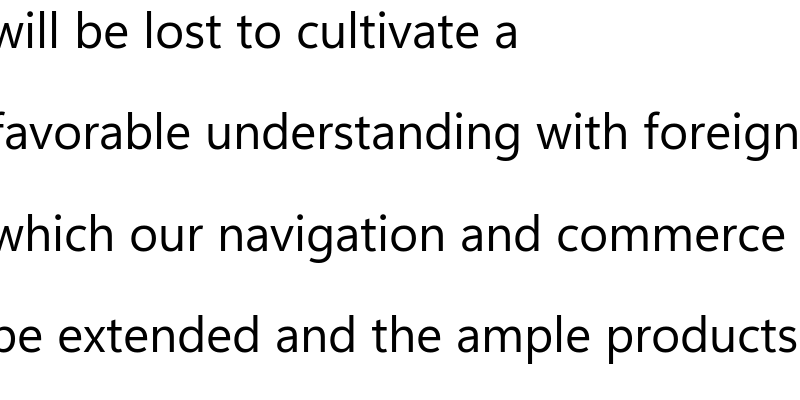 will be lost to cultivate a
favorable understanding with foreign
which our navigation and commerce
be extended and the ample products